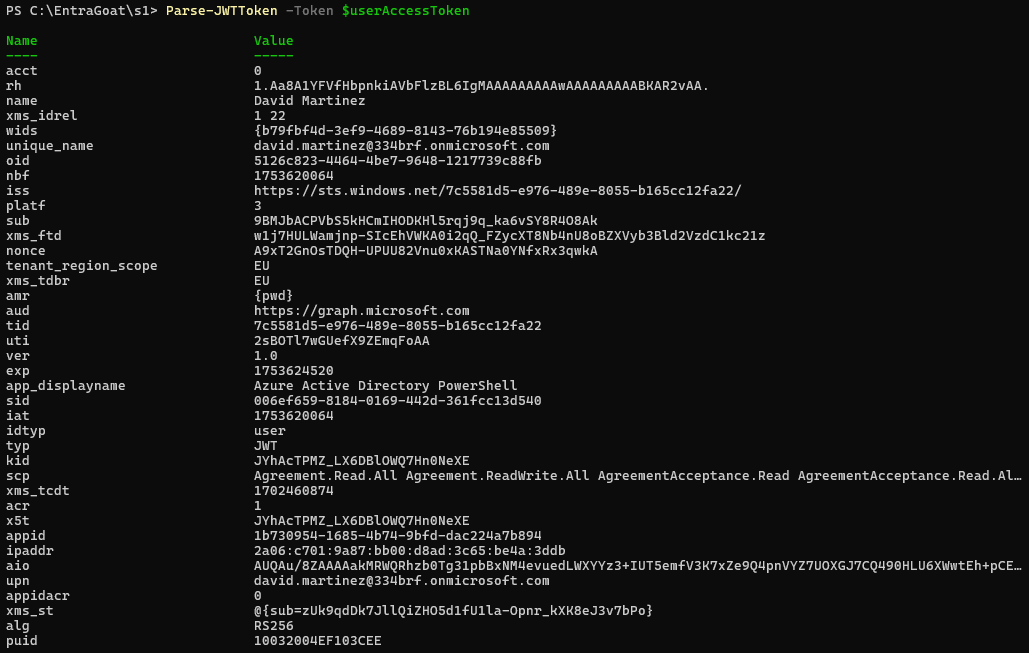 PS C:\EntraGoat\s1> Parse-JWTToken -Token $userAccessToken
Name Value
---- -----
acct 0
rh 1.Aa8A1YFVfHbpnkiAVbFlzBL6IgMAAAAAAAAAwAAAAAAAAABKAR2vAA.
name David Martinez
xms_idrel 1 22
wids {b79fbf4d-3ef9-4689-8143-76b194e85509}
unique_name david.martinez@334brf.onmicrosoft.com
oid 5126c823-4464-4be7-9648-1217739c88fb
nbf 1753620064
iss https://sts.windows.net/7c5581d5-e976-489e-8055-b165cc12fa22/
platf 3
sub 9BMJbACPVbS5kHCmIHODKHl5rqj9q_ka6vSY8R4O8Ak
xms_ftd w1j7HULWamjnp-SIcEhVWKA0i2qQ_FZycXT8Nb4nU8oBZXVyb3Bld2VzdC1kc21z
nonce A9xT2GnOsTDQH-UPUU82Vnu0xKASTNa0YNfxRx3qwkA
tenant_region_scope EU
xms_tdbr EU
amr {pwd}
aud https://graph.microsoft.com
tid 7c5581d5-e976-489e-8055-b165cc12fa22
uti 2sBOTl7wGUefX9ZEmqFoAA
ver 1.0
exp 1753624520
app_displayname Azure Active Directory PowerShell
sid 006ef659-8184-0169-442d-361fcc13d540
iat 1753620064
idtyp user
typ JWT
kid JYhAcTPMZ_LX6DBlOWQ7Hn0NeXE
scp Agreement.Read.All Agreement.ReadWrite.All AgreementAcceptance.Read AgreementAcceptance.Read.Al…
xms_tcdt 1702460874
acr 1
x5t JYhAcTPMZ_LX6DBlOWQ7Hn0NeXE
appid 1b730954-1685-4b74-9bfd-dac224a7b894
ipaddr 2a06:c701:9a87:bb00:d8ad:3c65:be4a:3ddb
aio AUQAu/8ZAAAAakMRWQRhzb0Tg31pbBxNM4evuedLWXYYz3+IUT5emfV3K7xZe9Q4pnVYZ7UOXGJ7CQ490HLU6XWwtEh+pCE…
upn david.martinez@334brf.onmicrosoft.com
appidacr 0
xms_st @{sub=zUk9qdDk7JllQiZHO5d1fU1la-Opnr_kXK8eJ3v7bPo}
alg RS256
puid 10032004EF103CEE